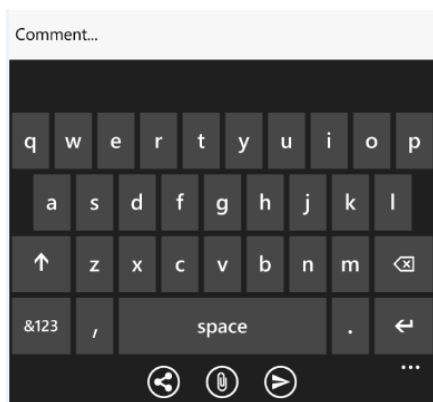 Comment...
q w e r t y u i o p
a s d f g h j k l
z x c v b n m
&123 , space .